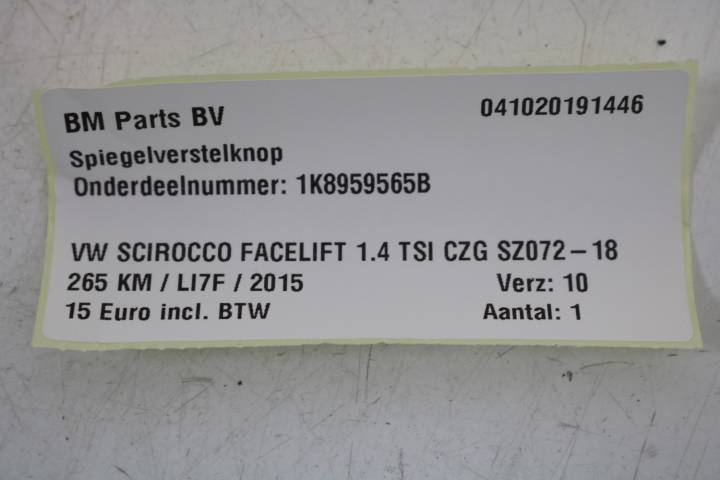 BM Parts BV 041020191446
Spiegelverstelknop
Onderdeelnummer: 1K8959565B
VW SCIROCCO FACELIFT 1.4 TSI CZG SZ072-18
265 KM / LI7F / 2015 Verz: 10
15 Euro incl. BTW Aantal: 1